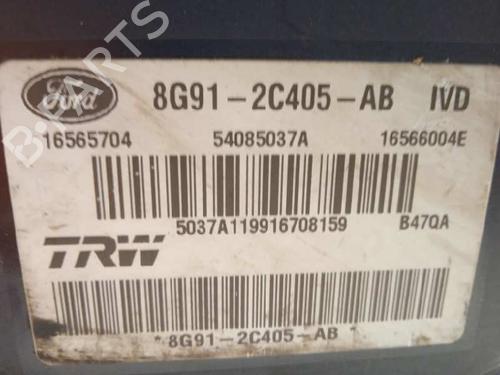 Ford 8G91-2C405-AB IVD
16565704 54085037A 16566004E
5037A119916708159 B47QA
TRW
*8G91-2C405-AB*
B-PARTS